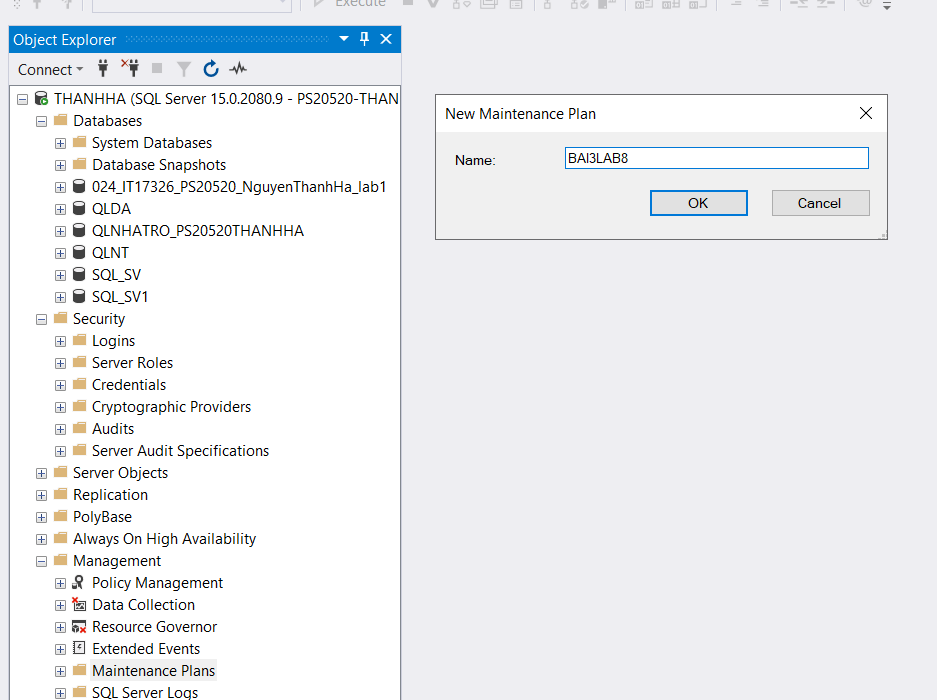 Execute
Object Explorer
Connect
THANHHA (SQL Server 15.0.2080.9 - PS20520-THAN
Databases
System Databases
Database Snapshots
024_IT17326_PS20520_NguyenThanhHa_lab1
QLDA
QLNHATRO_PS20520THANHHA
QLNT
SQL_SV
SQL_SV1
Security
Logins
Server Roles
Credentials
Cryptographic Providers
Audits
Server Audit Specifications
Server Objects
Replication
PolyBase
Always On High Availability
Management
Policy Management
Data Collection
Resource Governor
Extended Events
Maintenance Plans
SQL Server Logs
New Maintenance Plan
Name:
BAI3LAB8
OK
Cancel